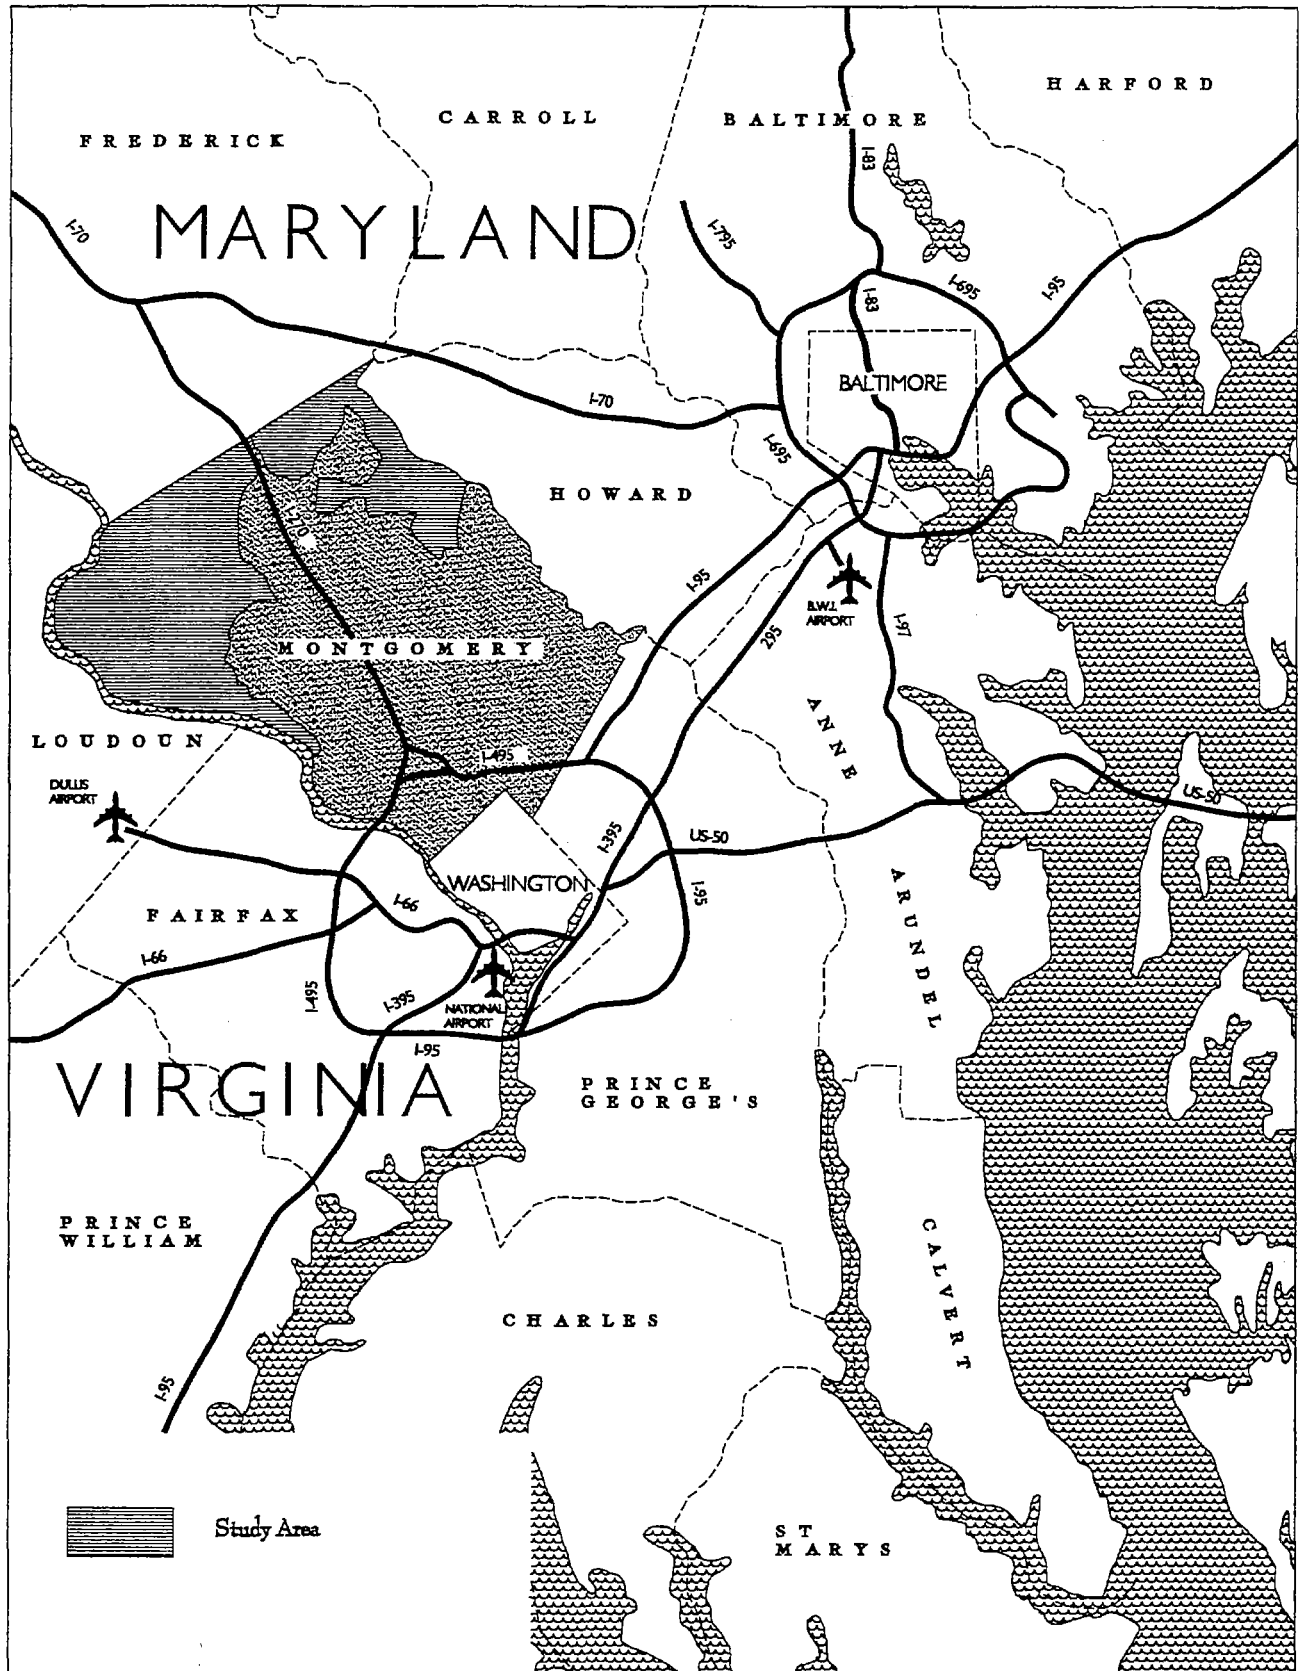 HARFORD
CARROLL
BALTIMORE
FREDERICK
I-83
MARYLAND
I-70
I-795
I-695
I-95
I-83
BALTIMORE
I-70
I-695
HOWARD
I-70
I-95
B.W.I.
AIRPORT
I-97
295
MONTGOMERY
ANNE
LOUDOUN
I-495
DULLIS
AIRPORT
US-50
I-395
US-50
WASHINGTON
I-95
ARUNDEL
I-66
FAIRFAX
I-66
I-495
I-395
NATIONAL
AIRPORT
I-95
VIRGINIA
PRINCE
GEORGE'S
PRINCE
WILLIAM
CALVERT
CHARLES
I-95
Study Area
ST
MARYS